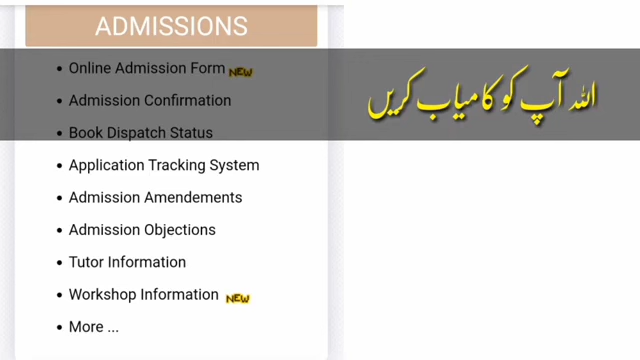 ADMISSIONS
• Online Admission Form NEW
• Admission Confirmation
• Book Dispatch Status
• Application Tracking System
• Admission Amendements
• Admission Objections
• Tutor Information
• Workshop Information NEW
• More ...
اللہ آپ کو کامیاب کریں